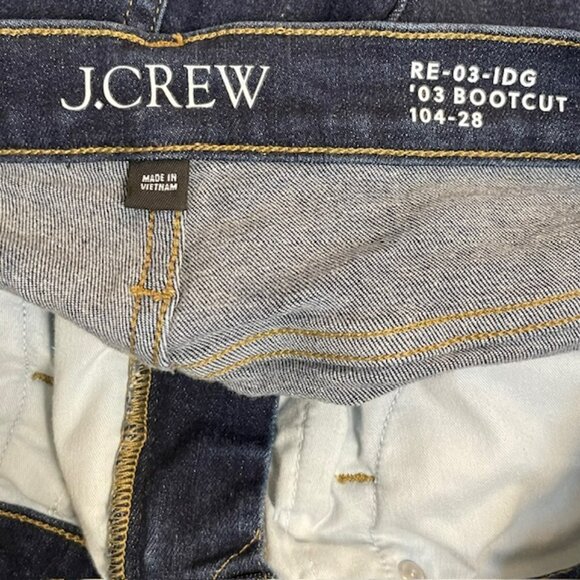 J.CREW
RE-03-IDG
'03 BOOTCUT
104-28
MADE IN
VIETNAM